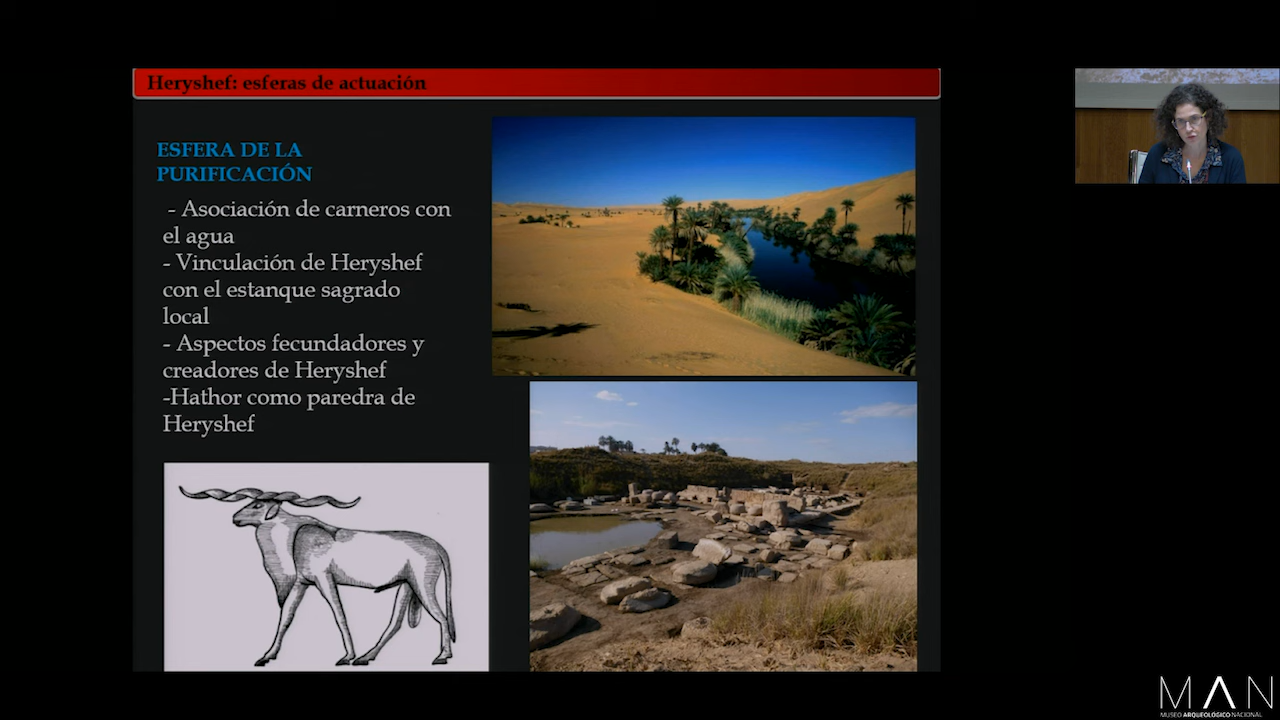 Heryshef: esferas de actuación
ESFERA DE LA
PURIFICACIÓN
- Asociación de carneros con
el agua
- Vinculación de Heryshef
con el estanque sagrado
local
- Aspectos fecundadores y
creadores de Heryshef
-Hathor como paredra de
Heryshef
MAN
MUSEO ARQUEOLÓGICO NACIONAL